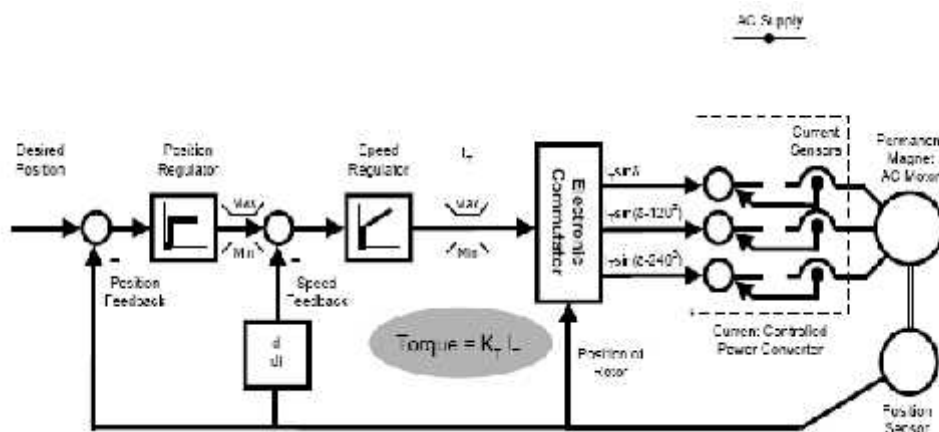 AC Supply
Desired
Position
Position
Regulator
Speed
Regulator
Current
Sensors
Permanent
Magnet
AC Motor
Max
Min
Max
Min
Electronic
Commutator
Position
Feedback
Speed
Feedback
d
dt
Torque =
Position of
Rotor
Current Controlled
Power Converter
Position
Sensor